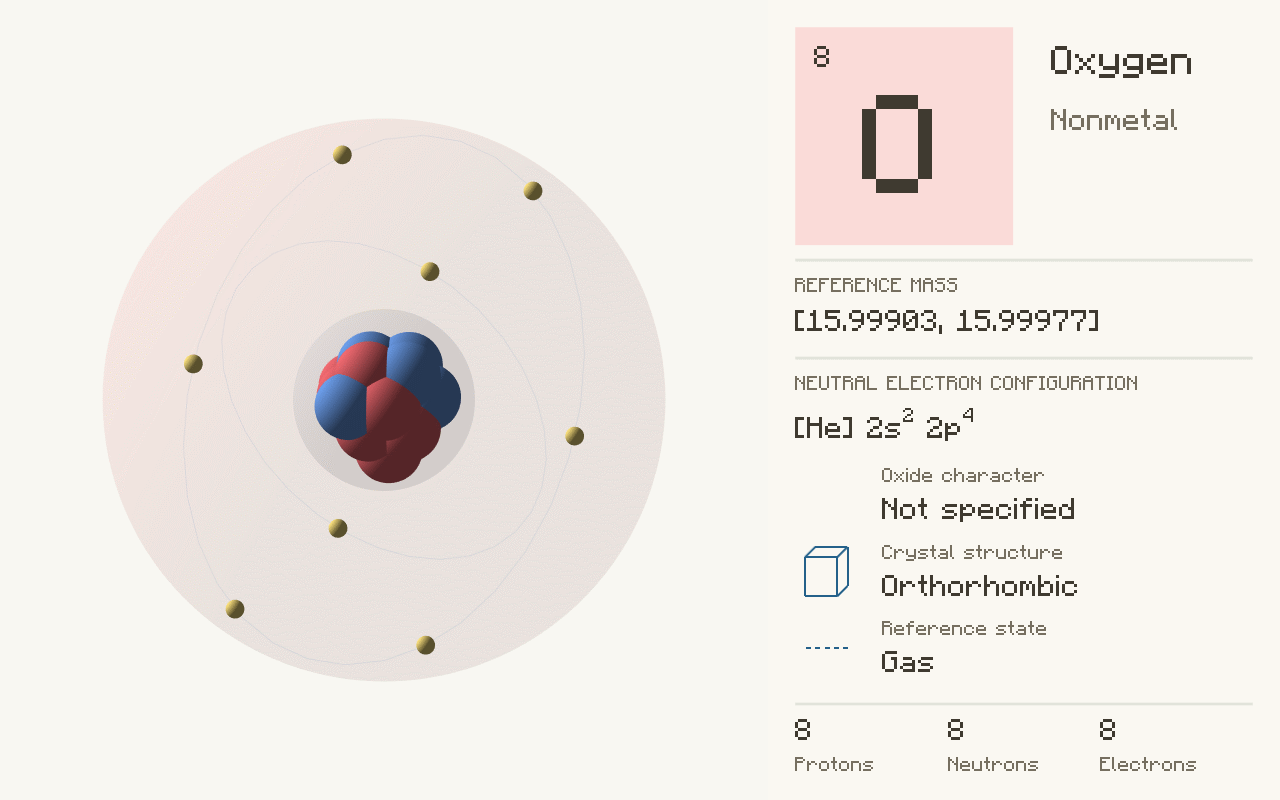 8
O
Oxygen
Nonmetal
REFERENCE MASS
[15.99903, 15.99977]
NEUTRAL ELECTRON CONFIGURATION
[He] 2s² 2p⁴
Oxide character
Not specified
Crystal structure
Orthorhombic
Reference state
Gas
8 8 8
Protons Neutrons Electrons